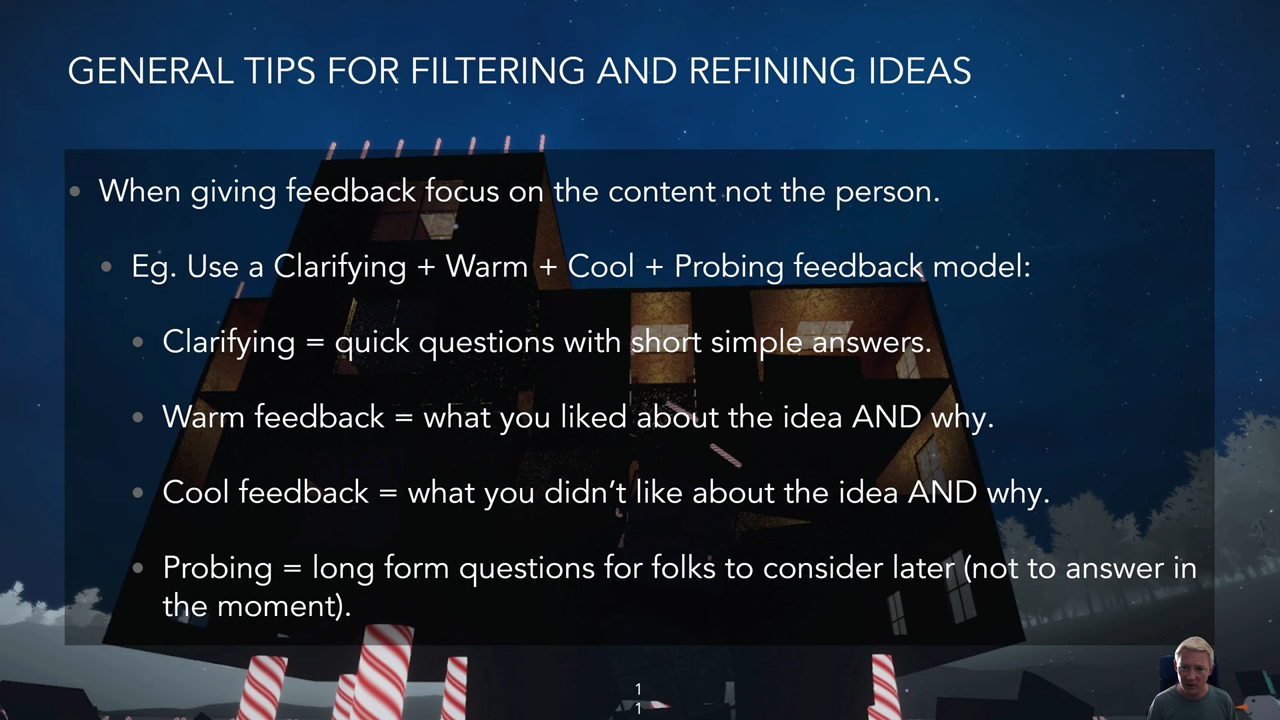 GENERAL TIPS FOR FILTERING AND REFINING IDEAS
• When giving feedback focus on the content not the person.
• Eg. Use a Clarifying + Warm + Cool + Probing feedback model:
• Clarifying = quick questions with short simple answers.
• Warm feedback = what you liked about the idea AND why.
• Cool feedback = what you didn’t like about the idea AND why.
• Probing = long form questions for folks to consider later (not to answer in
the moment).
1
1